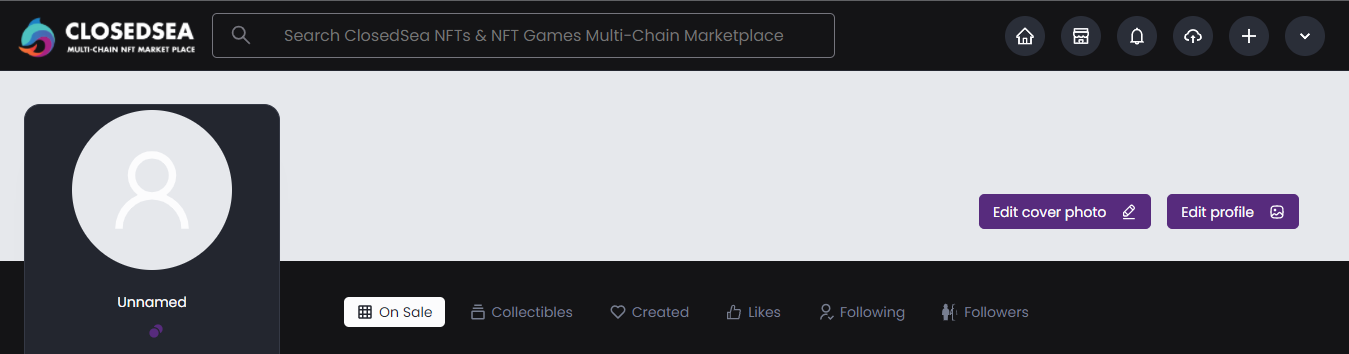 CLOSEDSEA
MULTI-CHAIN NFT MARKET PLACE
Search ClosedSea NFTs & NFT Games Multi-Chain Marketplace
Edit cover photo
Edit profile
Unnamed
On Sale
Collectibles
Created
Likes
Following
Followers